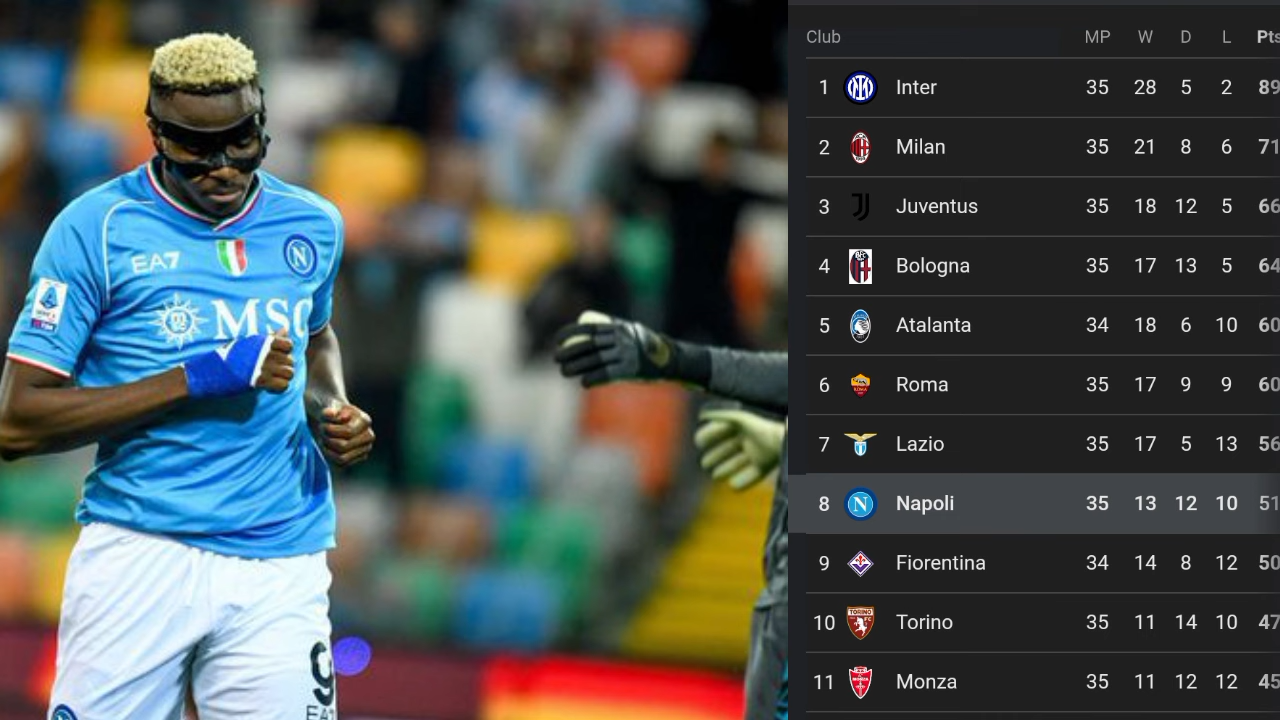 EA7
MSC
9
Club MP W D L Pts
1 Inter 35 28 5 2 89
2 Milan 35 21 8 6 71
3 Juventus 35 18 12 5 66
4 Bologna 35 17 13 5 64
5 Atalanta 34 18 6 10 60
6 Roma 35 17 9 9 60
7 Lazio 35 17 5 13 56
8 N Napoli 35 13 12 10 51
9 Fiorentina 34 14 8 12 50
10 Torino 35 11 14 10 47
11 Monza 35 11 12 12 45